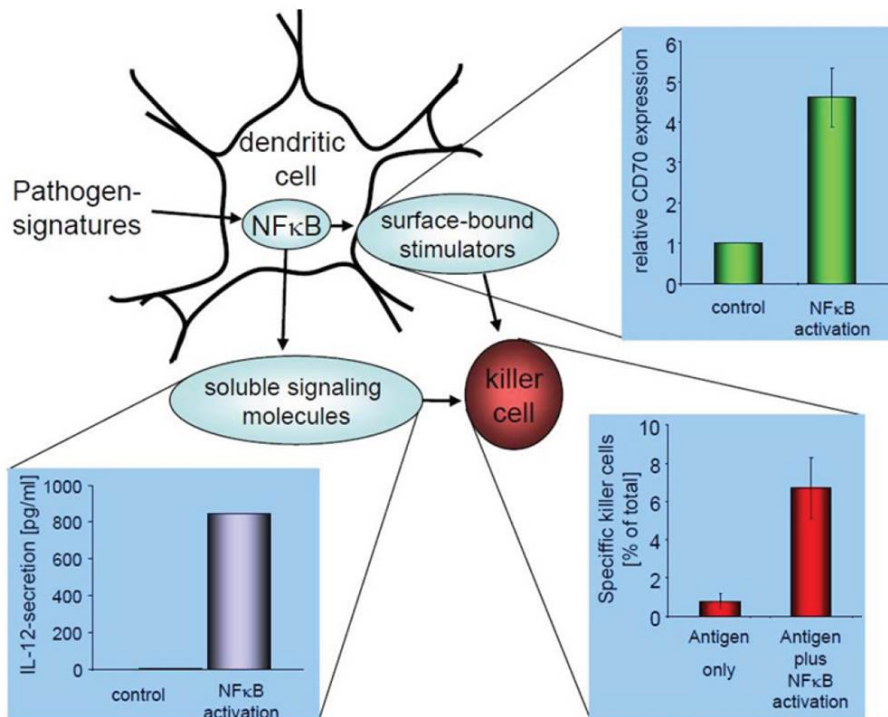 dendritic
cell
Pathogen-
signatures
NFκB
surface-bound
stimulators
soluble signaling
molecules
killer
cell
relative CD70 expression
6
5
4
3
2
1
0
control
NFκB
activation
IL-12-secretion [pg/ml]
1000
800
600
400
200
0
control
NFκB
activation
Speciffic killer cells
[% of total]
10
8
6
4
2
0
Antigen
only
Antigen
plus
NFκB
activation